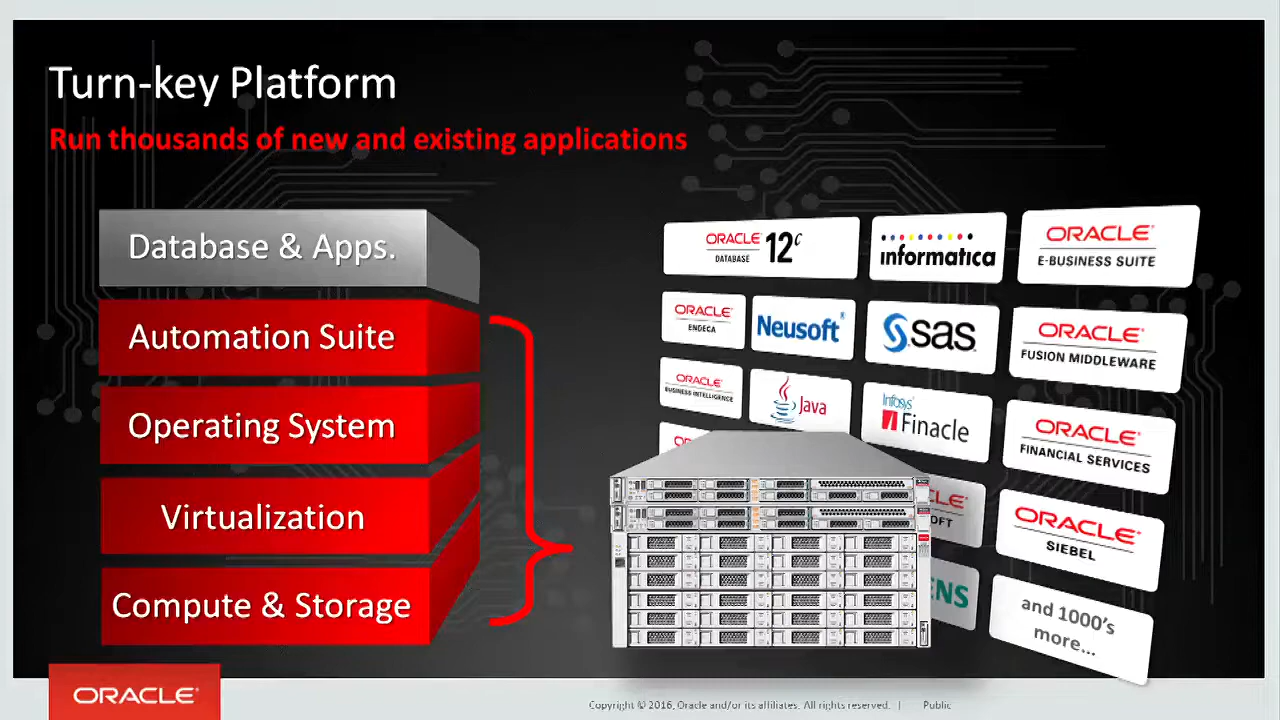 Turn-key Platform
Run thousands of new and existing applications
Database & Apps.
Automation Suite
Operating System
Virtualization
Compute & Storage
ORACLE
DATABASE
12c
informatica
ORACLE
E-BUSINESS SUITE
ORACLE
ENDECA
Neusoft
sas
ORACLE
FUSION MIDDLEWARE
ORACLE
BUSINESS INTELLIGENCE
Java
Infosys
Finacle
ORACLE
FINANCIAL SERVICES
ORACLE
SIEBEL
and 1000's
more...
ORACLE
Copyright © 2016, Oracle and/or its affiliates. All rights reserved. |
Public